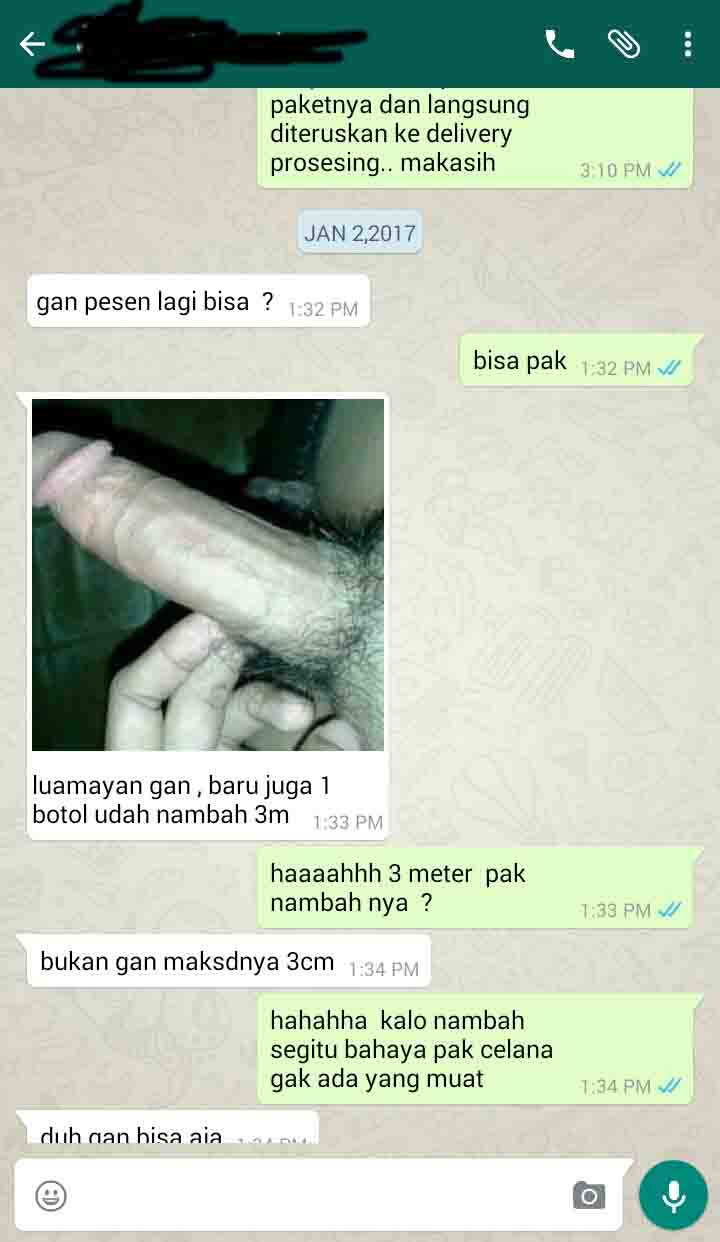 paketnya dan langsung
diteruskan ke delivery
prosesing.. makasih
3:10 PM
JAN 2,2017
gan pesen lagi bisa ?
1:32 PM
bisa pak
1:32 PM
luamayan gan , baru juga 1
botol udah nambah 3m
1:33 PM
haaaahhh 3 meter pak
nambah nya ?
1:33 PM
bukan gan maksdnya 3cm
1:34 PM
hahahha kalo nambah
segitu bahaya pak celana
gak ada yang muat
1:34 PM
duh gan bisa aja
1:34 PM